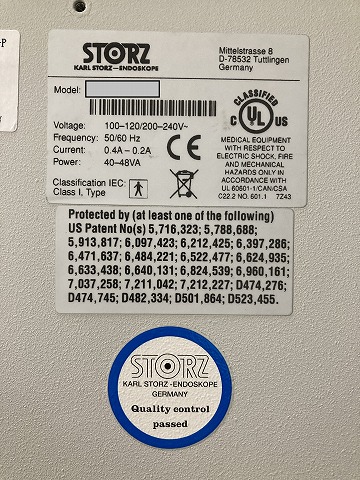 -P
STORZ
KARL STORZ-ENDOSKOPE
Mittelstrasse 8
D-78532 Tuttlingen
Germany
Model:
Voltage: 100-120/200-240V~
Frequency: 50/60 Hz
Current: 0.4A - 0.2A
Power: 40-48VA
Classification IEC:
Class I, Type
CE
CLASSIFIED
C UL US
MEDICAL EQUIPMENT
WITH RESPECT TO
ELECTRIC SHOCK, FIRE
AND MECHANICAL
HAZARDS ONLY
IN ACCORDANCE WITH
UL 60601-1/CAN/CSA
C22.2 NO. 601.1 7Z43
Protected by (at least one of the following)
US Patent No(s) 5,716,323; 5,788,688;
5,913,817; 6,097,423; 6,212,425; 6,397,286;
6,471,637; 6,484,221; 6,522,477; 6,624,935;
6,633,438; 6,640,131; 6,824,539; 6,960,161;
7,037,258; 7,211,042; 7,212,227; D474,276;
D474,745; D482,334; D501,864; D523,455.
STORZ
KARL STORZ-ENDOSKOPE
GERMANY
Quality control
passed